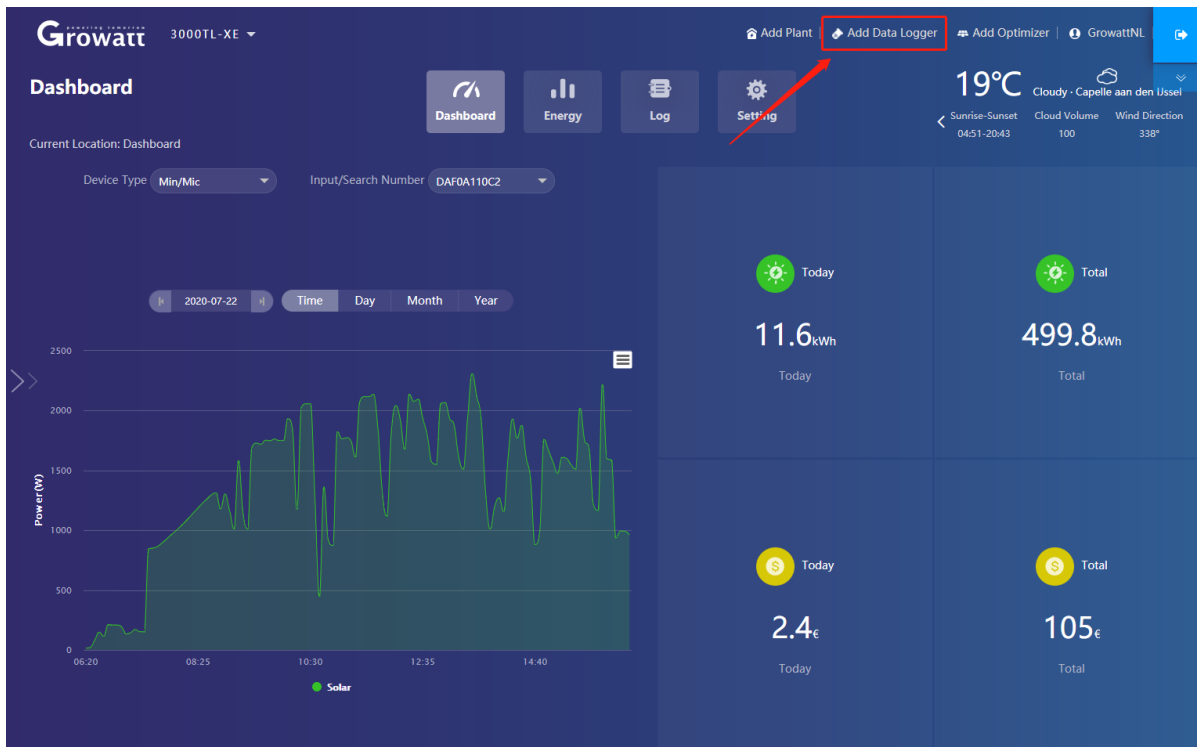 powering tomorrow
Growatt
3000TL-XE
Add Plant
Add Data Logger
Add Optimizer
GrowattNL
Dashboard
Dashboard
Energy
Log
Setting
19℃
Cloudy · Capelle aan den IJssel
Sunrise-Sunset
Cloud Volume
Wind Direction
04:51-20:43
100
338°
Current Location: Dashboard
Device Type
Min/Mic
Input/Search Number
DAF0A110C2
2020-07-22
Time
Day
Month
Year
Today
11.6kWh
Today
Total
499.8kWh
Total
Power(W)
2500
2000
1500
1000
500
0
06:20
08:25
10:30
12:35
14:40
Solar
Today
2.4€
Today
Total
105€
Total